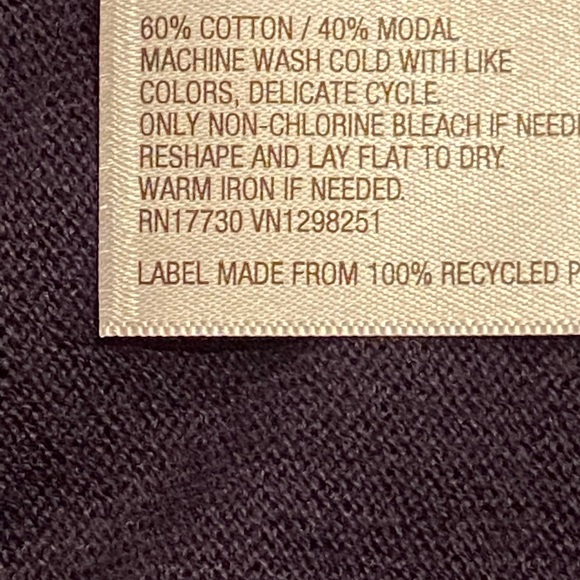 60% COTTON / 40% MODAL
MACHINE WASH COLD WITH LIKE
COLORS, DELICATE CYCLE.
ONLY NON-CHLORINE BLEACH IF
RESHAPE AND LAY FLAT TO DRY.
WARM IRON IF NEEDED.
RN17730 VN1298251
LABEL MADE FROM 100% RECYCLED